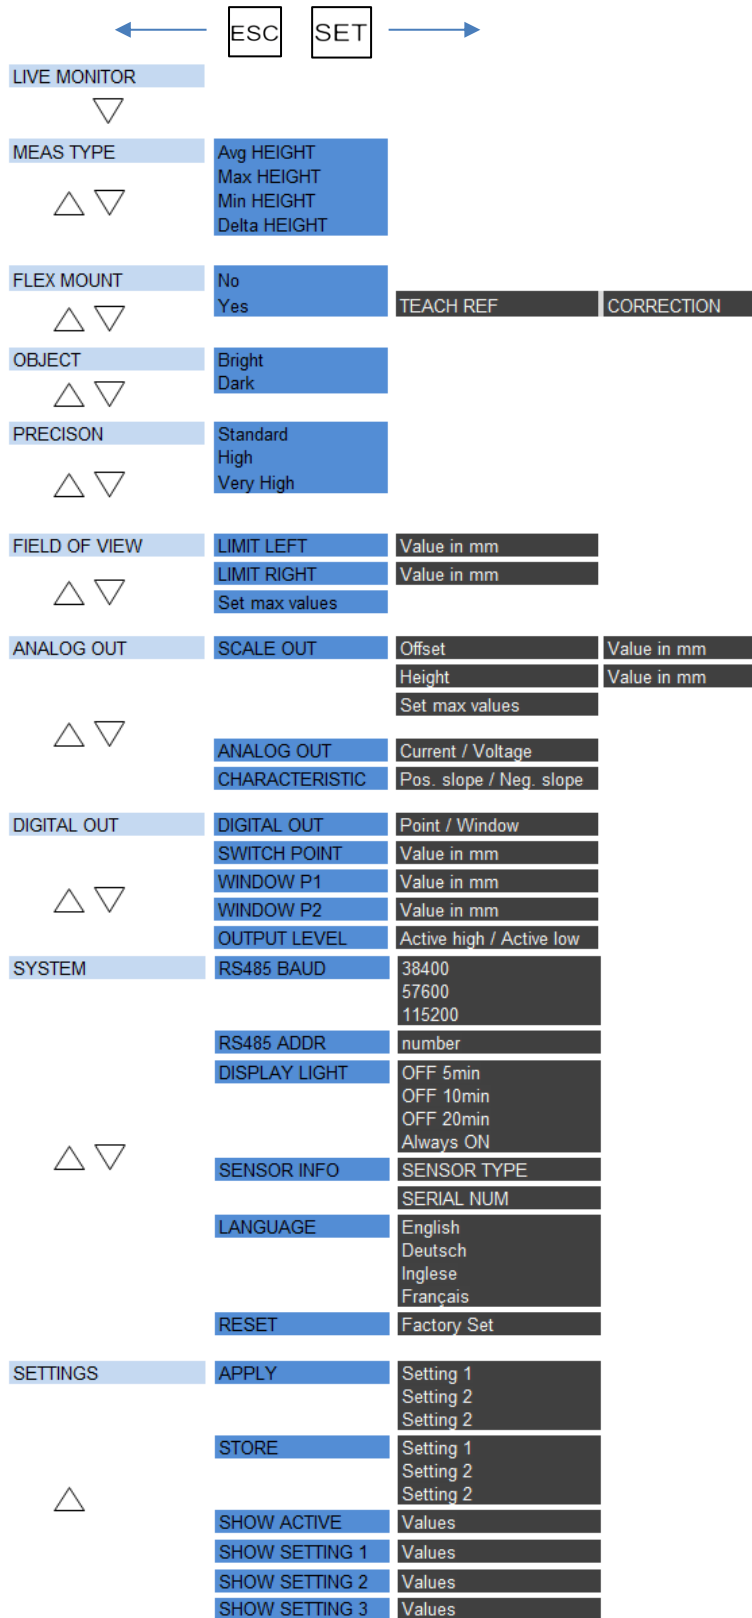 ESC SET
LIVE MONITOR
MEAS TYPE Avg HEIGHT
Max HEIGHT
Min HEIGHT
Delta HEIGHT
FLEX MOUNT No
Yes TEACH REF CORRECTION
OBJECT Bright
Dark
PRECISON Standard
High
Very High
FIELD OF VIEW LIMIT LEFT Value in mm
LIMIT RIGHT Value in mm
Set max values
ANALOG OUT SCALE OUT Offset Value in mm
Height Value in mm
Set max values
ANALOG OUT Current / Voltage
CHARACTERISTIC Pos. slope / Neg. slope
DIGITAL OUT DIGITAL OUT Point / Window
SWITCH POINT Value in mm
WINDOW P1 Value in mm
WINDOW P2 Value in mm
OUTPUT LEVEL Active high / Active low
SYSTEM RS485 BAUD 38400
57600
115200
RS485 ADDR number
DISPLAY LIGHT OFF 5min
OFF 10min
OFF 20min
Always ON
SENSOR INFO SENSOR TYPE
SERIAL NUM
LANGUAGE English
Deutsch
Inglese
Français
RESET Factory Set
SETTINGS APPLY Setting 1
Setting 2
Setting 2
STORE Setting 1
Setting 2
Setting 2
SHOW ACTIVE Values
SHOW SETTING 1 Values
SHOW SETTING 2 Values
SHOW SETTING 3 Values